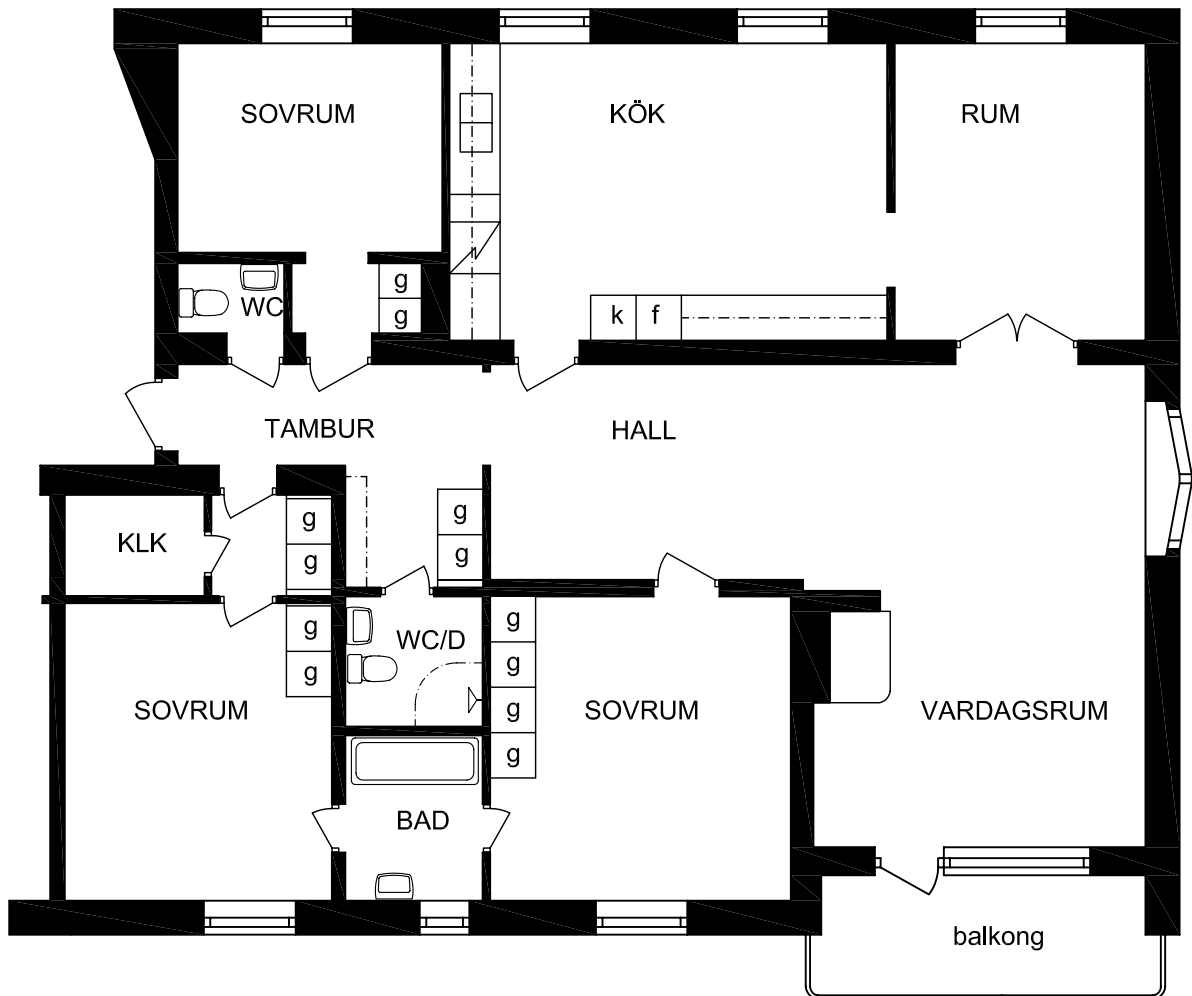 SOVRUM
KÖK
RUM
WC
g
g
k f
TAMBUR
HALL
KLK
g
g
g
g
g
g
WC/D
g
g
g
g
SOVRUM
SOVRUM
VARDAGSRUM
BAD
balkong